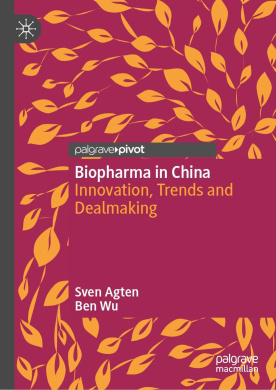 palgrave▸pivot
Biopharma in China
Innovation, Trends and
Dealmaking
Sven Agten
Ben Wu
palgrave
macmillan